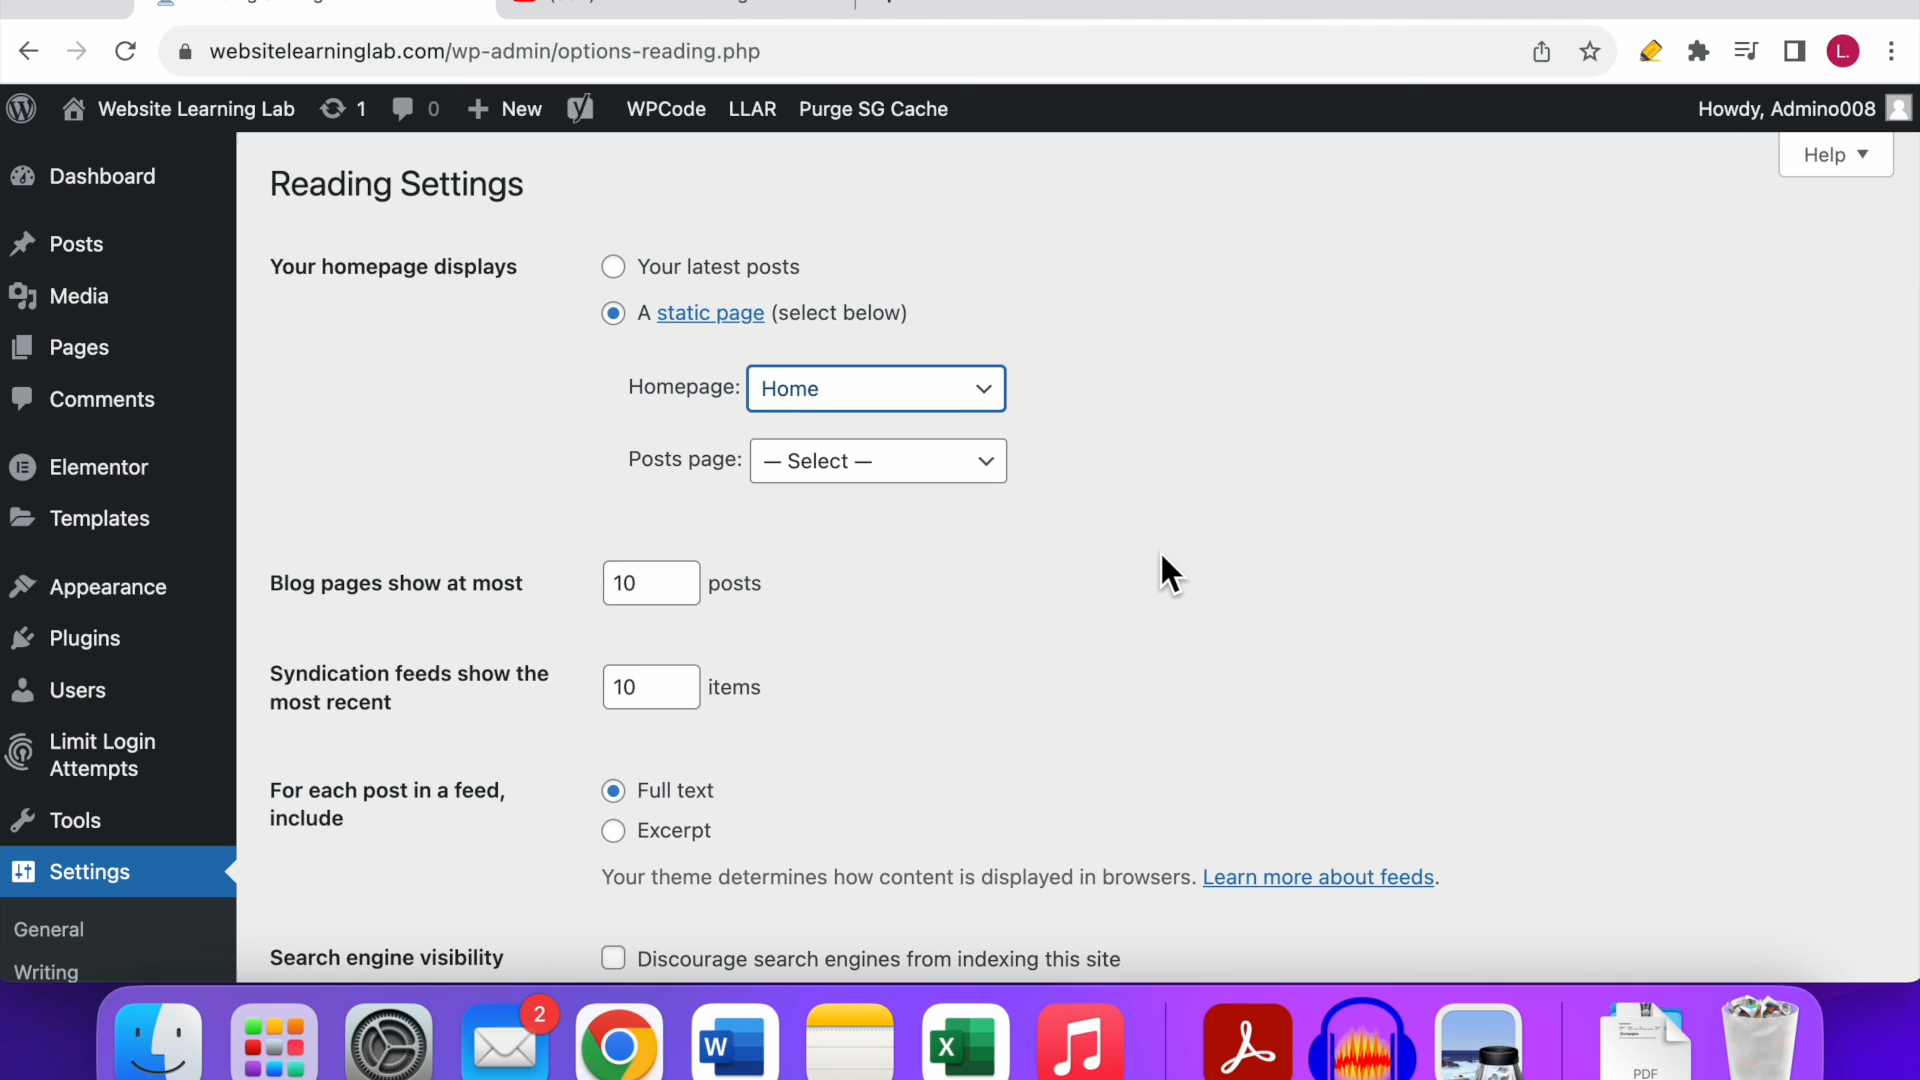 websitelearninglab.com/wp-admin/options-reading.php
L.
Website Learning Lab 1 0 New WPCode LLAR Purge SG Cache Howdy, Admino008
Help
Dashboard
Posts
Media
Pages
Comments
Elementor
Templates
Appearance
Plugins
Users
Limit Login
Attempts
Tools
Settings
General
Writing
Reading Settings
Your homepage displays
Your latest posts
A static page (select below)
Homepage: Home
Posts page: — Select —
Blog pages show at most 10 posts
Syndication feeds show the
most recent
10 items
For each post in a feed,
include
Full text
Excerpt
Your theme determines how content is displayed in browsers. Learn more about feeds.
Search engine visibility Discourage search engines from indexing this site
2
W
X
PDF